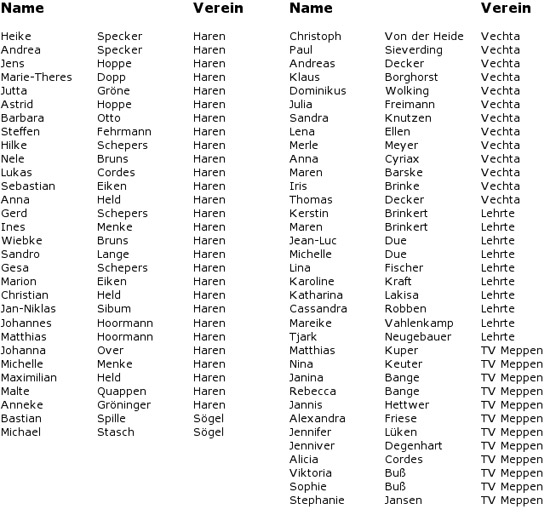 Name Verein Name Verein
Heike Specker Haren Christoph Von der Heide Vechta
Andrea Specker Haren Paul Sieverding Vechta
Jens Hoppe Haren Andreas Decker Vechta
Marie-Theres Dopp Haren Klaus Borghorst Vechta
Jutta Gröne Haren Dominikus Wolking Vechta
Astrid Hoppe Haren Julia Freimann Vechta
Barbara Otto Haren Sandra Knutzen Vechta
Steffen Fehrmann Haren Lena Ellen Vechta
Hilke Schepers Haren Merle Meyer Vechta
Nele Bruns Haren Anna Cyriax Vechta
Lukas Cordes Haren Maren Barske Vechta
Sebastian Eiken Haren Iris Brinke Vechta
Anna Held Haren Thomas Decker Vechta
Gerd Schepers Haren Kerstin Brinkert Lehrte
Ines Menke Haren Maren Brinkert Lehrte
Wiebke Bruns Haren Jean-Luc Due Lehrte
Sandro Lange Haren Michelle Due Lehrte
Gesa Schepers Haren Lina Fischer Lehrte
Marion Eiken Haren Karoline Kraft Lehrte
Christian Held Haren Katharina Lakisa Lehrte
Jan-Niklas Sibum Haren Cassandra Robben Lehrte
Johannes Hoormann Haren Mareike Vahlenkamp Lehrte
Matthias Hoormann Haren Tjark Neugebauer Lehrte
Johanna Over Haren Matthias Kuper TV Meppen
Michelle Menke Haren Nina Keuter TV Meppen
Maximilian Held Haren Janina Bange TV Meppen
Malte Quappen Haren Rebecca Bange TV Meppen
Anneke Gröninger Haren Jannis Hettwer TV Meppen
Bastian Spille Sögel Alexandra Friese TV Meppen
Michael Stasch Sögel Jennifer Lüken TV Meppen
Jenniver Degenhart TV Meppen
Alicia Cordes TV Meppen
Viktoria Buß TV Meppen
Sophie Buß TV Meppen
Stephanie Jansen TV Meppen